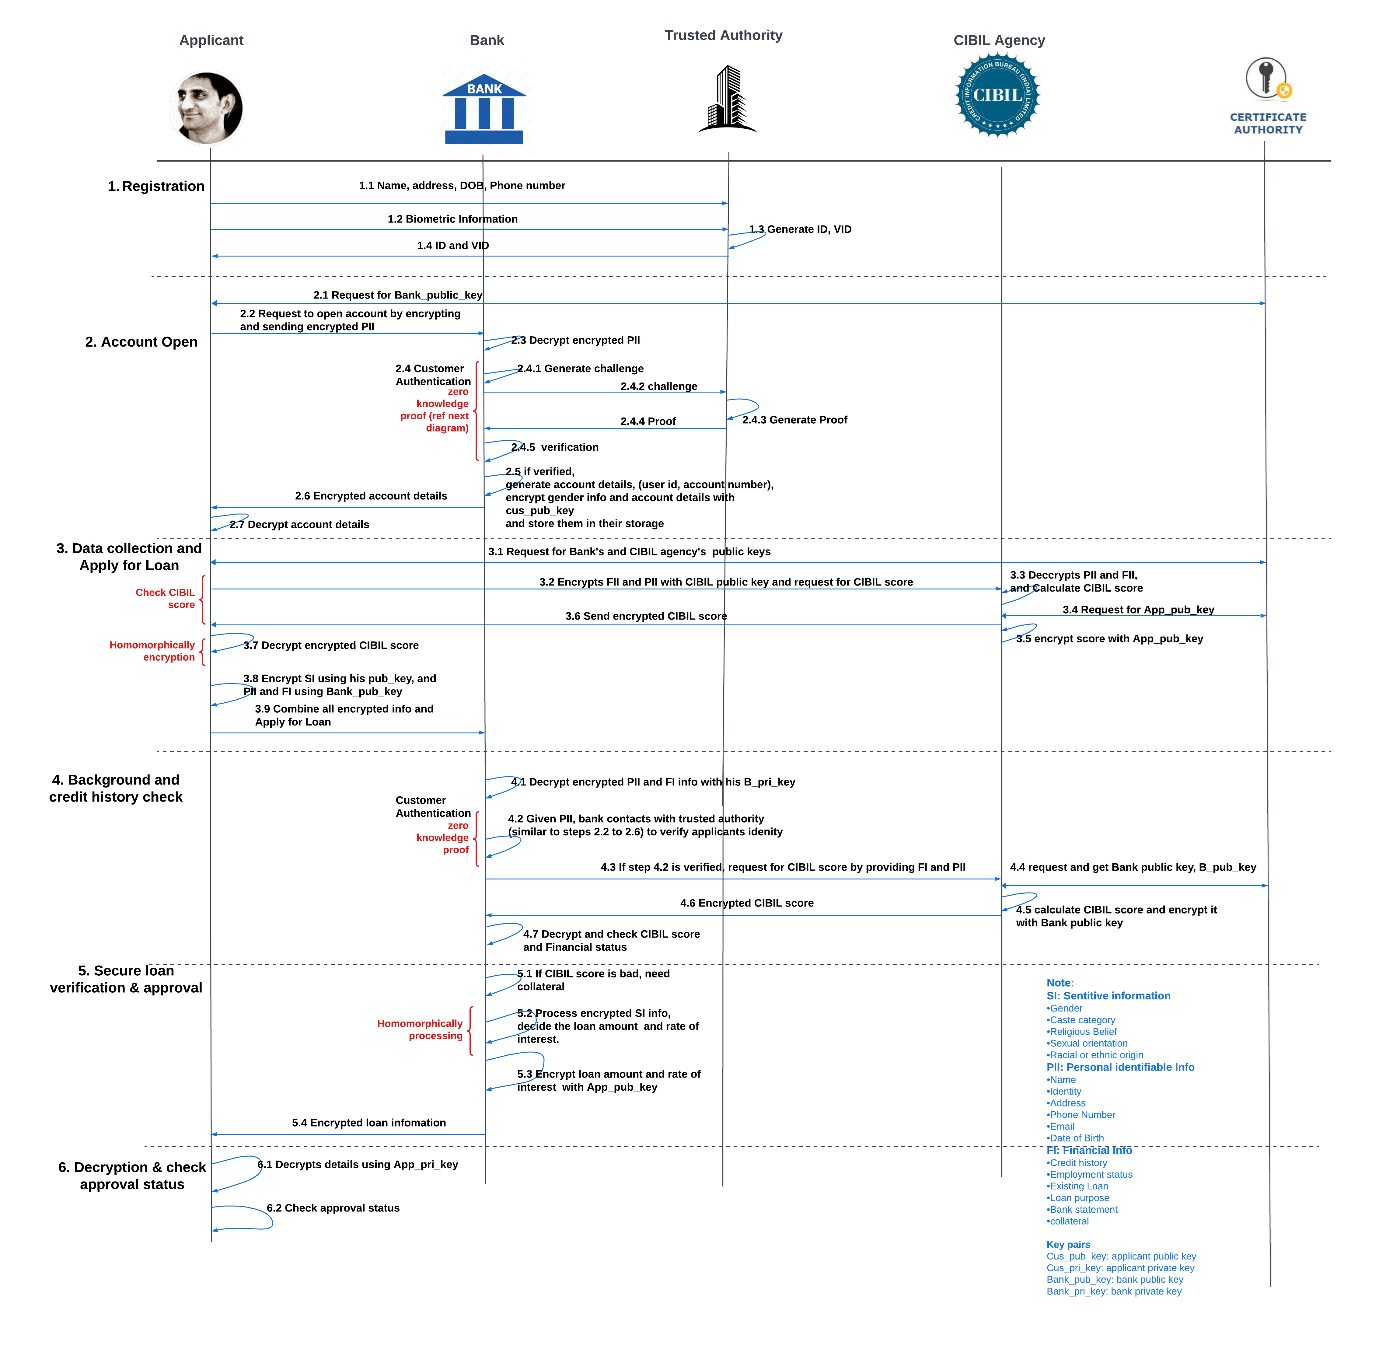 Applicant
Bank
Trusted Authority
CIBIL Agency
BANK
CREDIT INFORMATION BUREAU (INDIA) LIMITED
CIBIL
CERTIFICATE
AUTHORITY
1. Registration
1.1 Name, address, DOB, Phone number
1.2 Biometric Information
1.3 Generate ID, VID
1.4 ID and VID
2.1 Request for Bank_public_key
2.2 Request to open account by encrypting
and sending encrypted PII
2. Account Open
2.3 Decrypt encrypted PII
2.4 Customer
Authentication
zero
knowledge
proof (ref next
diagram)
2.4.1 Generate challenge
2.4.2 challenge
2.4.3 Generate Proof
2.4.4 Proof
2.4.5 verification
2.5 if verified,
generate account details, (user id, account number),
encrypt gender info and account details with
cus_pub_key
and store them in their storage
2.6 Encrypted account details
2.7 Decrypt account details
3. Data collection and
Apply for Loan
3.1 Request for Bank's and CIBIL agency's public keys
Check CIBIL
score
3.2 Encrypts FII and PII with CIBIL public key and request for CIBIL score
3.3 Deccrypts PII and FII,
and Calculate CIBIL score
3.4 Request for App_pub_key
3.6 Send encrypted CIBIL score
3.5 encrypt score with App_pub_key
Homomorphically
encryption
3.7 Decrypt encrypted CIBIL score
3.8 Encrypt SI using his pub_key, and
PII and FI using Bank_pub_key
3.9 Combine all encrypted info and
Apply for Loan
4. Background and
credit history check
4.1 Decrypt encrypted PII and FI info with his B_pri_key
Customer
Authentication
zero
knowledge
proof
4.2 Given PII, bank contacts with trusted authority
(similar to steps 2.2 to 2.6) to verify applicants idenity
4.3 If step 4.2 is verified, request for CIBIL score by providing FI and PII
4.4 request and get Bank public key, B_pub_key
4.6 Encrypted CIBIL score
4.5 calculate CIBIL score and encrypt it
with Bank public key
4.7 Decrypt and check CIBIL score
and Financial status
5. Secure loan
verification & approval
5.1 If CIBIL score is bad, need
collateral
Homomorphically
processing
5.2 Process encrypted SI info,
decide the loan amount and rate of
interest.
5.3 Encrypt loan amount and rate of
interest with App_pub_key
5.4 Encrypted loan infomation
6. Decryption & check
approval status
6.1 Decrypts details using App_pri_key
6.2 Check approval status
Note:
SI: Sentitive information
•Gender
•Caste category
•Religious Belief
•Sexual orientation
•Racial or ethnic origin
PII: Personal identifiable Info
•Name
•Identity
•Address
•Phone Number
•Email
•Date of Birth
FI: Financial Info
•Credit history
•Employment status
•Existing Loan
•Loan purpose
•Bank statement
•collateral
Key pairs
Cus_pub_key: applicant public key
Cus_pri_key: applicant private key
Bank_pub_key: bank public key
Bank_pri_key: bank private key